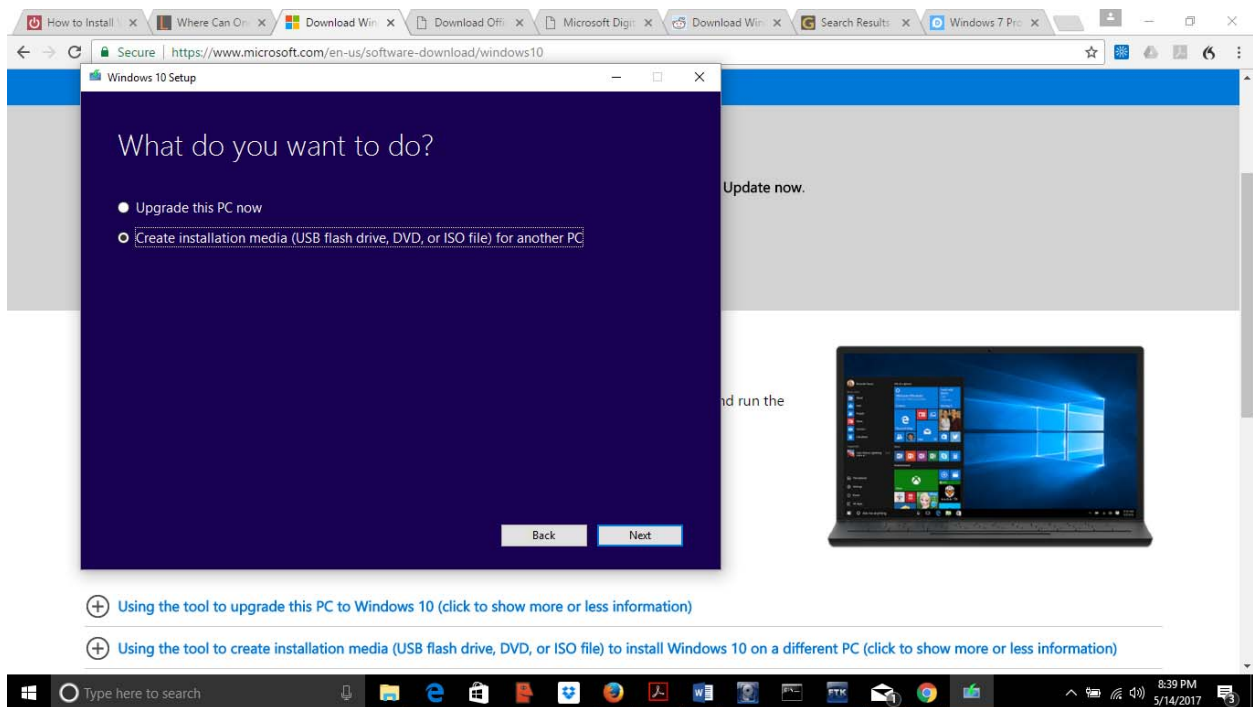 How to Install
Where Can On
Download Win
Download Offi
Microsoft Digit
Download Win
Search Results
Windows 7 Pro
Secure | https://www.microsoft.com/en-us/software-download/windows10
Windows 10 Setup
What do you want to do?
Upgrade this PC now
Create installation media (USB flash drive, DVD, or ISO file) for another PC
Back
Next
Update now.
nd run the
Using the tool to upgrade this PC to Windows 10 (click to show more or less information)
Using the tool to create installation media (USB flash drive, DVD, or ISO file) to install Windows 10 on a different PC (click to show more or less information)
Type here to search
FTK
8:39 PM
5/14/2017